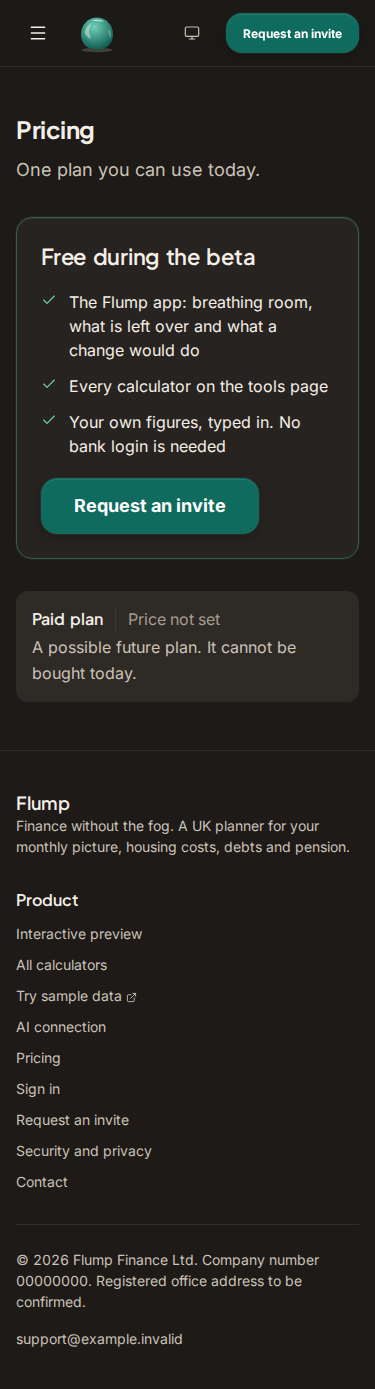 Request an invite
Pricing
One plan you can use today.
Free during the beta
The Flump app: breathing room,
what is left over and what a
change would do
Every calculator on the tools page
Your own figures, typed in. No
bank login is needed
Request an invite
Paid plan
Price not set
A possible future plan. It cannot be
bought today.
Flump
Finance without the fog. A UK planner for your
monthly picture, housing costs, debts and pension.
Product
Interactive preview
All calculators
Try sample data
AI connection
Pricing
Sign in
Request an invite
Security and privacy
Contact
© 2026 Flump Finance Ltd. Company number
00000000. Registered office address to be
confirmed.
support@example.invalid